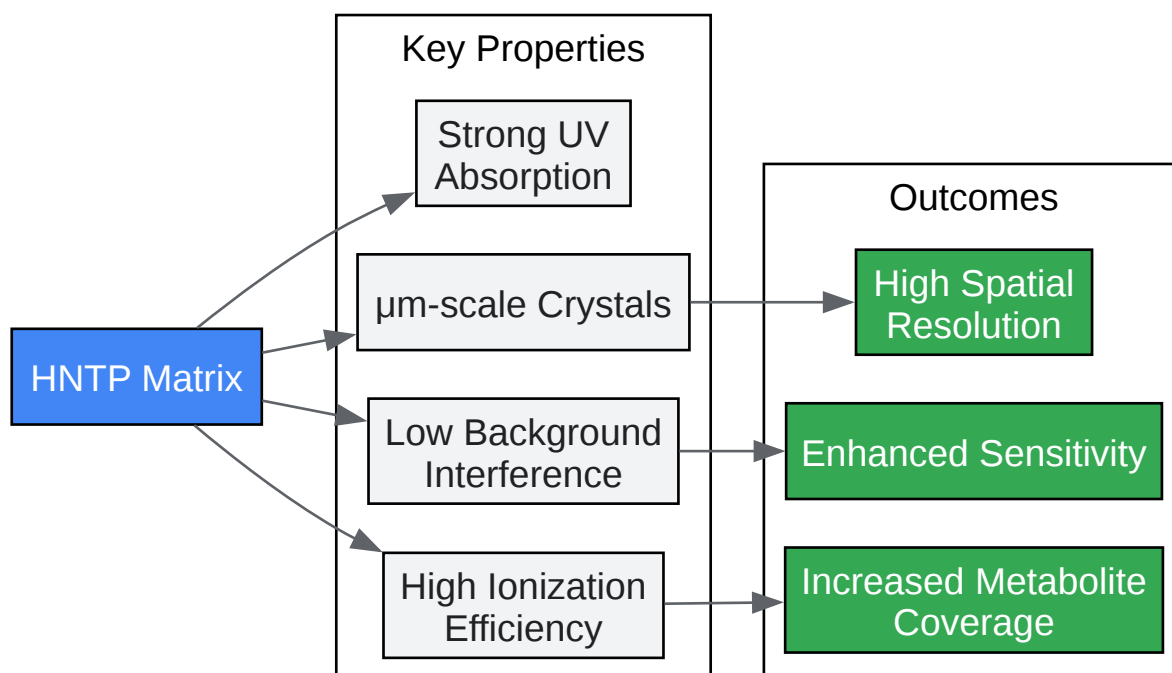 HNTP Matrix
Key Properties
Strong UV
Absorption
μm-scale Crystals
Low Background
Interference
High Ionization
Efficiency
Outcomes
High Spatial
Resolution
Enhanced Sensitivity
Increased Metabolite
Coverage